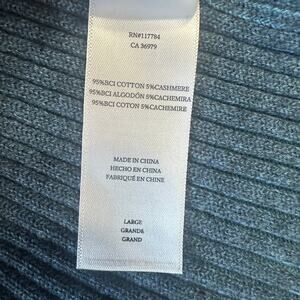 RN#117784
CA 36979
95%BCI COTTON 5%CASHMERE
95%BCI ALGODÓN 5%CACHEMIRA
95%BCI COTON 5%CACHEMIRE
MADE IN CHINA
HECHO EN CHINA
FABRIQUÉ EN CHINE
LARGE
GRANDE
GRAND